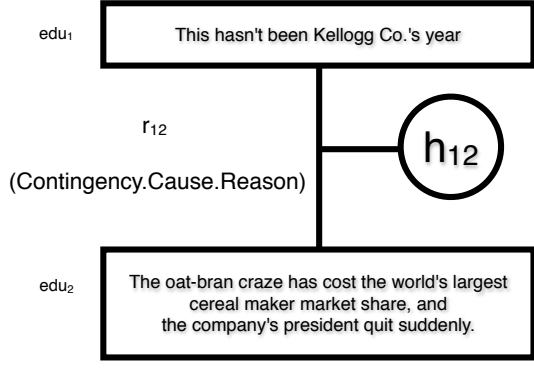 edu₁
This hasn't been Kellogg Co.'s year
r₁₂
h₁₂
(Contingency.Cause.Reason)
edu₂
The oat-bran craze has cost the world's largest
cereal maker market share, and
the company's president quit suddenly.